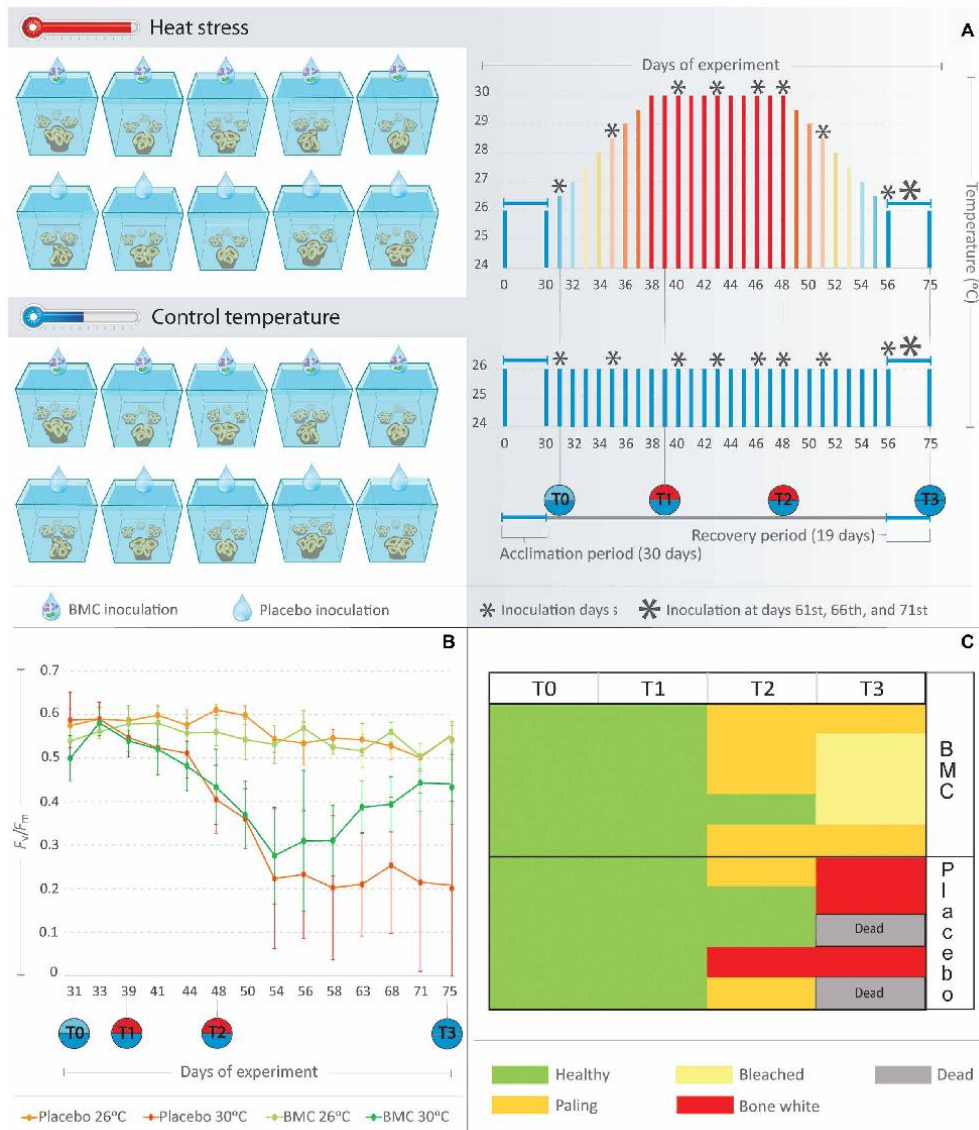 Heat stress
A
Days of experiment
30
29
28
27
26
25
24
0 30 32 34 36 38 40 42 44 46 48 50 52 54 56 75
Temperature (°C)
Control temperature
26
25
24
0 30 32 34 36 38 40 42 44 46 48 50 52 54 56 75
T0 T1 T2 T3
Recovery period (19 days)
Acclimation period (30 days)
BMC inoculation Placebo inoculation
Inoculation days s Inoculation at days 61st, 66th, and 71st
B
0.7
0.6
0.5
0.4
0.3
0.2
0.1
0
Fv/Fm
31 33 39 41 44 48 50 54 56 58 63 68 71 75
T0 T1 T2 T3
Days of experiment
Placebo 26°C Placebo 30°C BMC 26°C BMC 30°C
C
T0 T1 T2 T3
BMC
Placebo
Dead
Dead
Healthy Bleached Dead
Paling Bone white